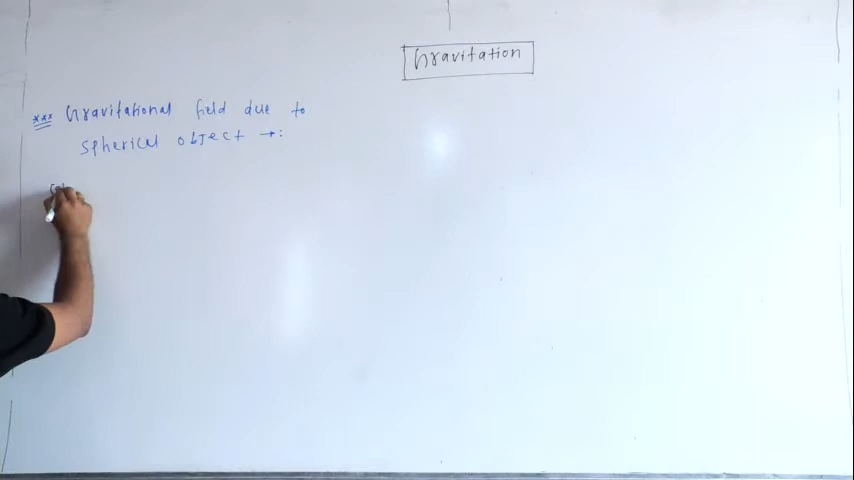 Gravitation
*** Gravitational field due to
spherical object →: